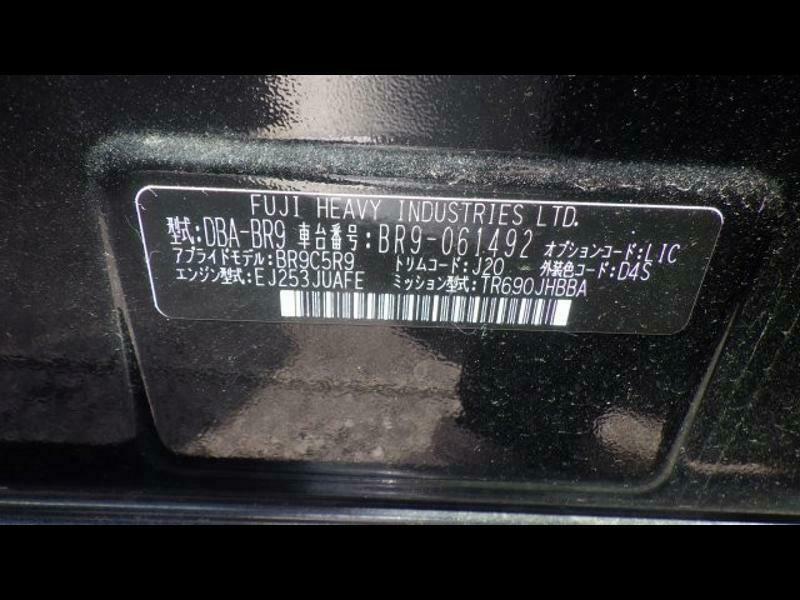 FUJI HEAVY INDUSTRIES LTD.
型式:DBA-BR9 車台番号:BR9-061492 オプションコード:LIC
アプライドモデル:BR9C5R9 トリムコード:J20 外装色コード:D4S
エンジン型式:EJ253JUAFE ミッション型式:TR690JHBBA